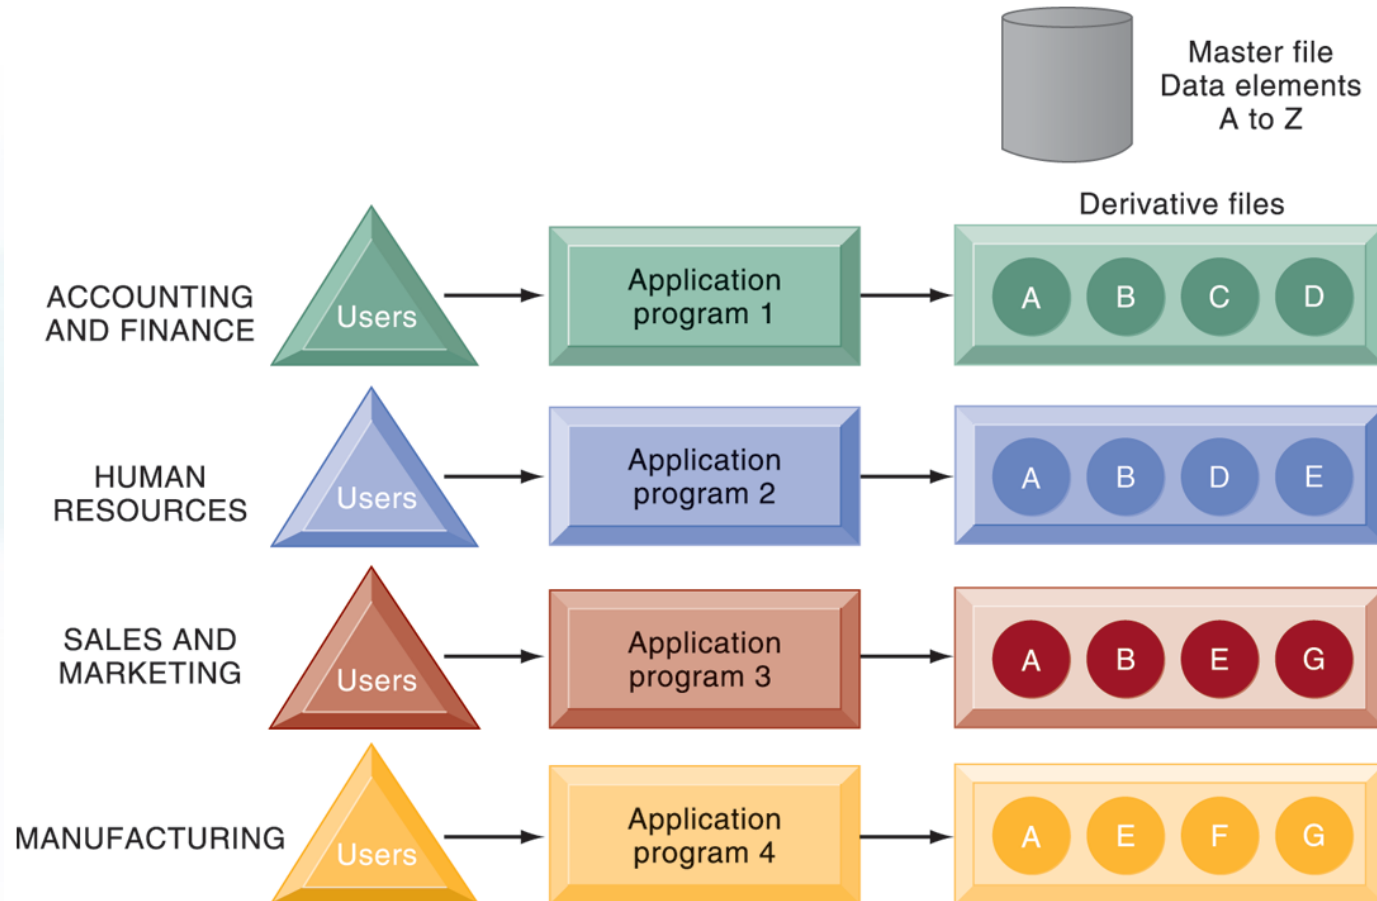 Master file
Data elements
A to Z
Derivative files
ACCOUNTING
AND FINANCE
Users
Application
program 1
A B C D
HUMAN
RESOURCES
Users
Application
program 2
A B D E
SALES AND
MARKETING
Users
Application
program 3
A B E G
MANUFACTURING
Users
Application
program 4
A E F G